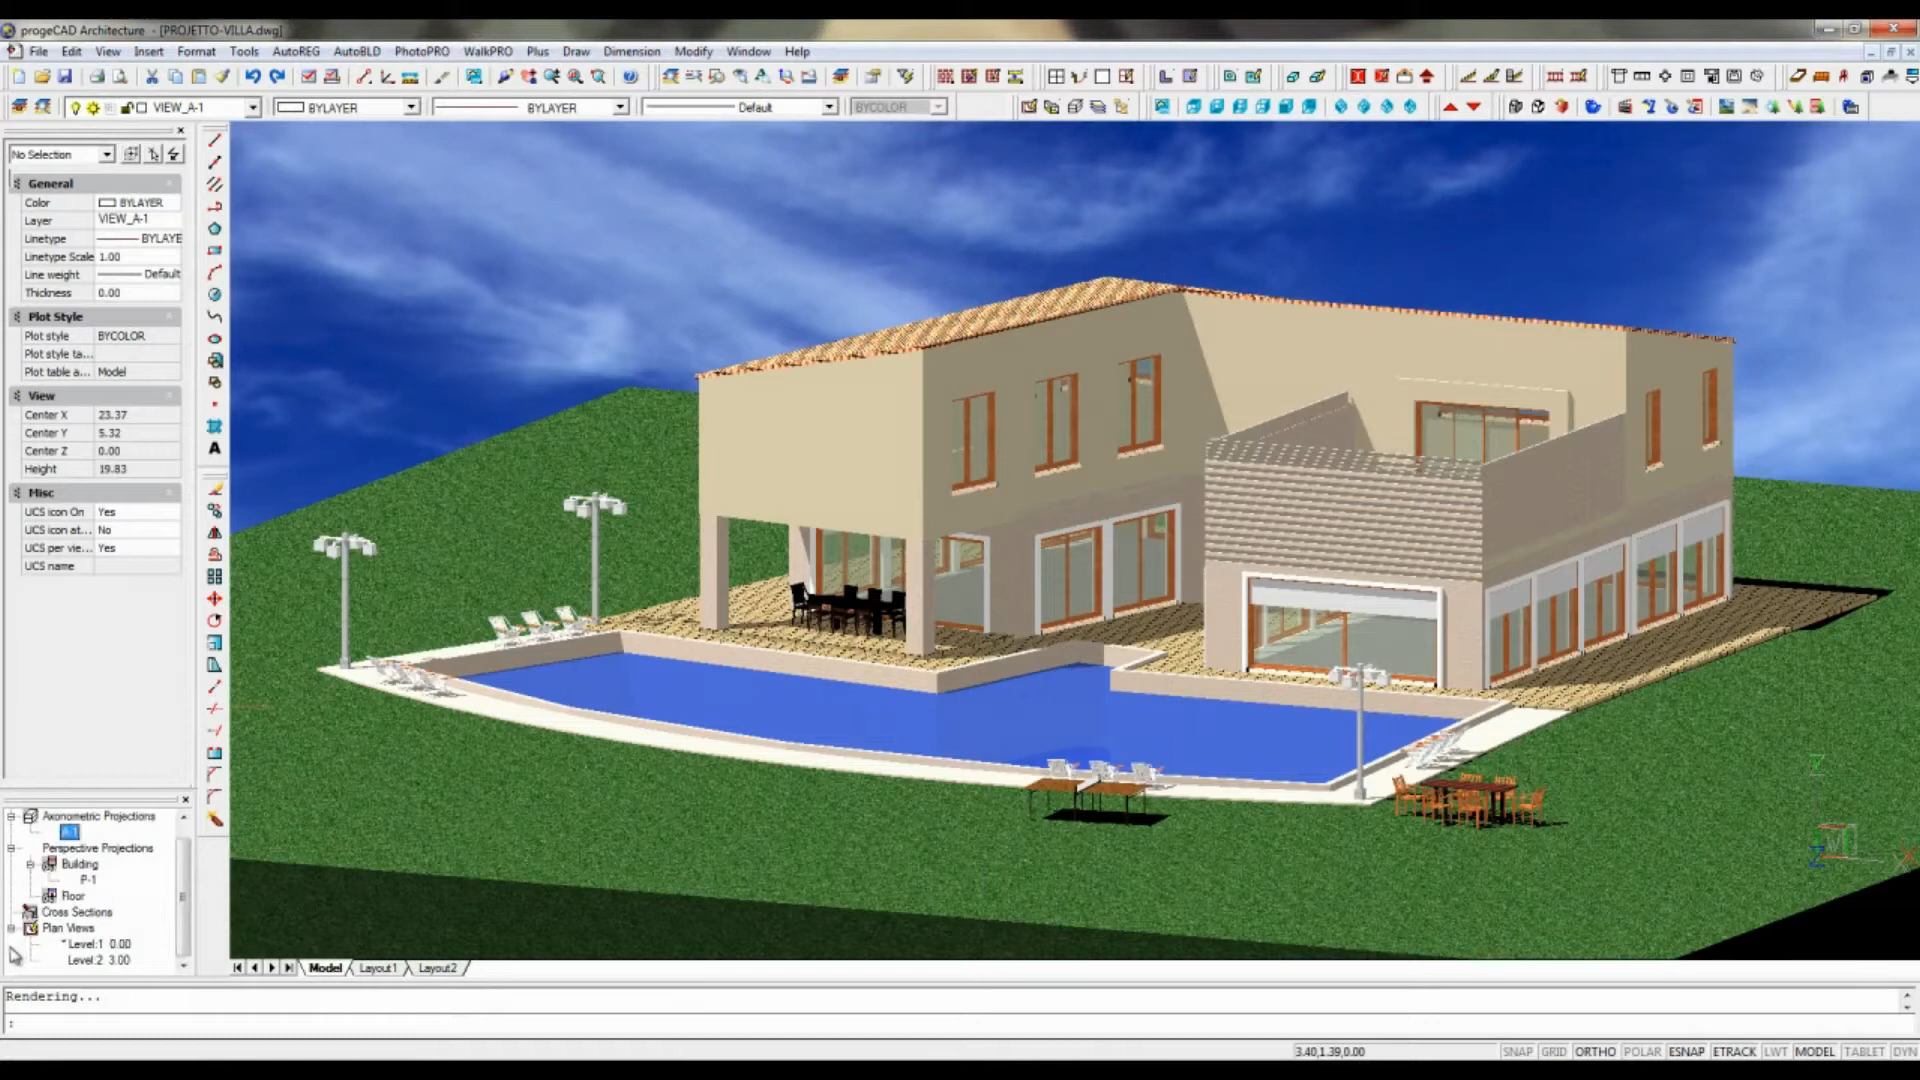 progeCAD Architecture - [PROJETTO-VILLA.dwg]
File Edit View Insert Format Tools AutoREG AutoBLD PhotoPRO WalkPRO Plus Draw Dimension Modify Window Help
VIEW_A-1 BYLAYER BYLAYER Default BYCOLOR
No Selection
General
Color BYLAYER
Layer VIEW_A-1
Linetype BYLAYE
Linetype Scale 1.00
Line weight Default
Thickness 0.00
Plot Style
Plot style BYCOLOR
Plot style ta...
Plot table a... Model
View
Center X 23.37
Center Y 5.32
Center Z 0.00
Height 19.83
Misc
UCS icon On Yes
UCS icon at... No
UCS per vie... Yes
UCS name
A
Axonometric Projections
A-1
Perspective Projections
Building
P-1
Floor
Cross Sections
Plan Views
*Level:1 0.00
Level:2 3.00
Model Layout1 Layout2
Rendering...
:
3.40,1.39,0.00 SNAP GRID ORTHO POLAR ESNAP ETRACK LWT MODEL TABLET DYN